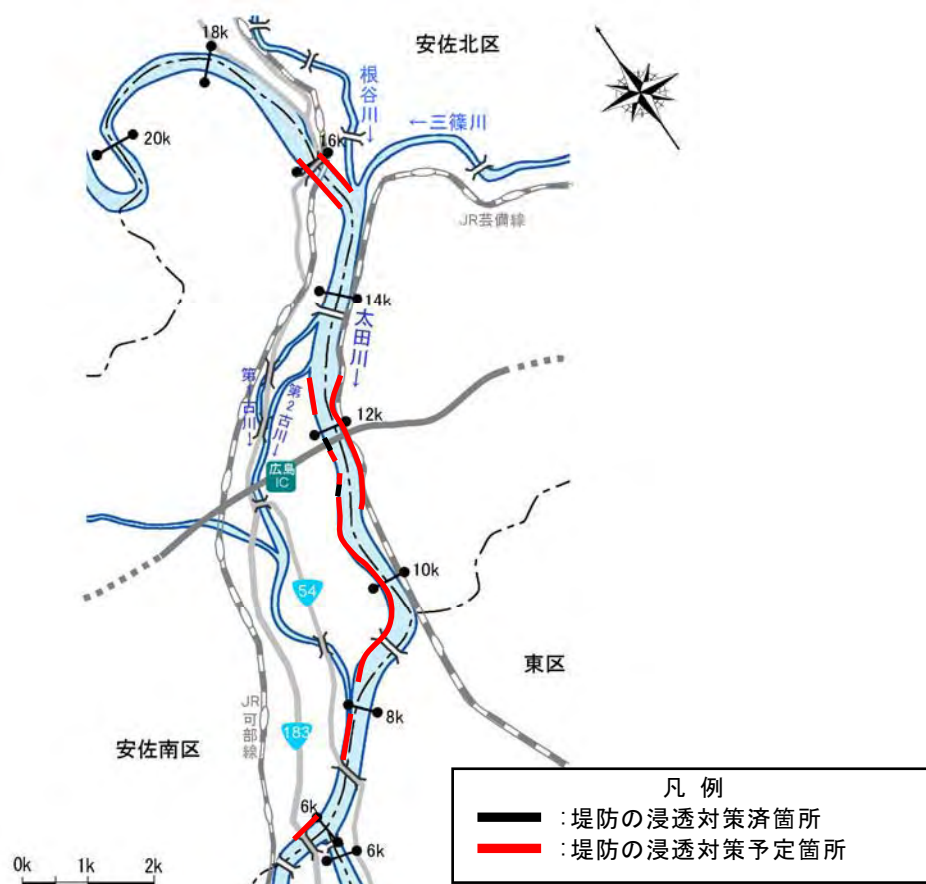 18k
安佐北区
根谷川↓
←三篠川
20k
16k
JR芸備線
14k
太田川↓
第1古川↓
第2古川↓
12k
広島
IC
10k
54
東区
8k
JR可部線
183
安佐南区
6k
6k
0k 1k 2k
凡 例
:堤防の浸透対策済箇所
:堤防の浸透対策予定箇所